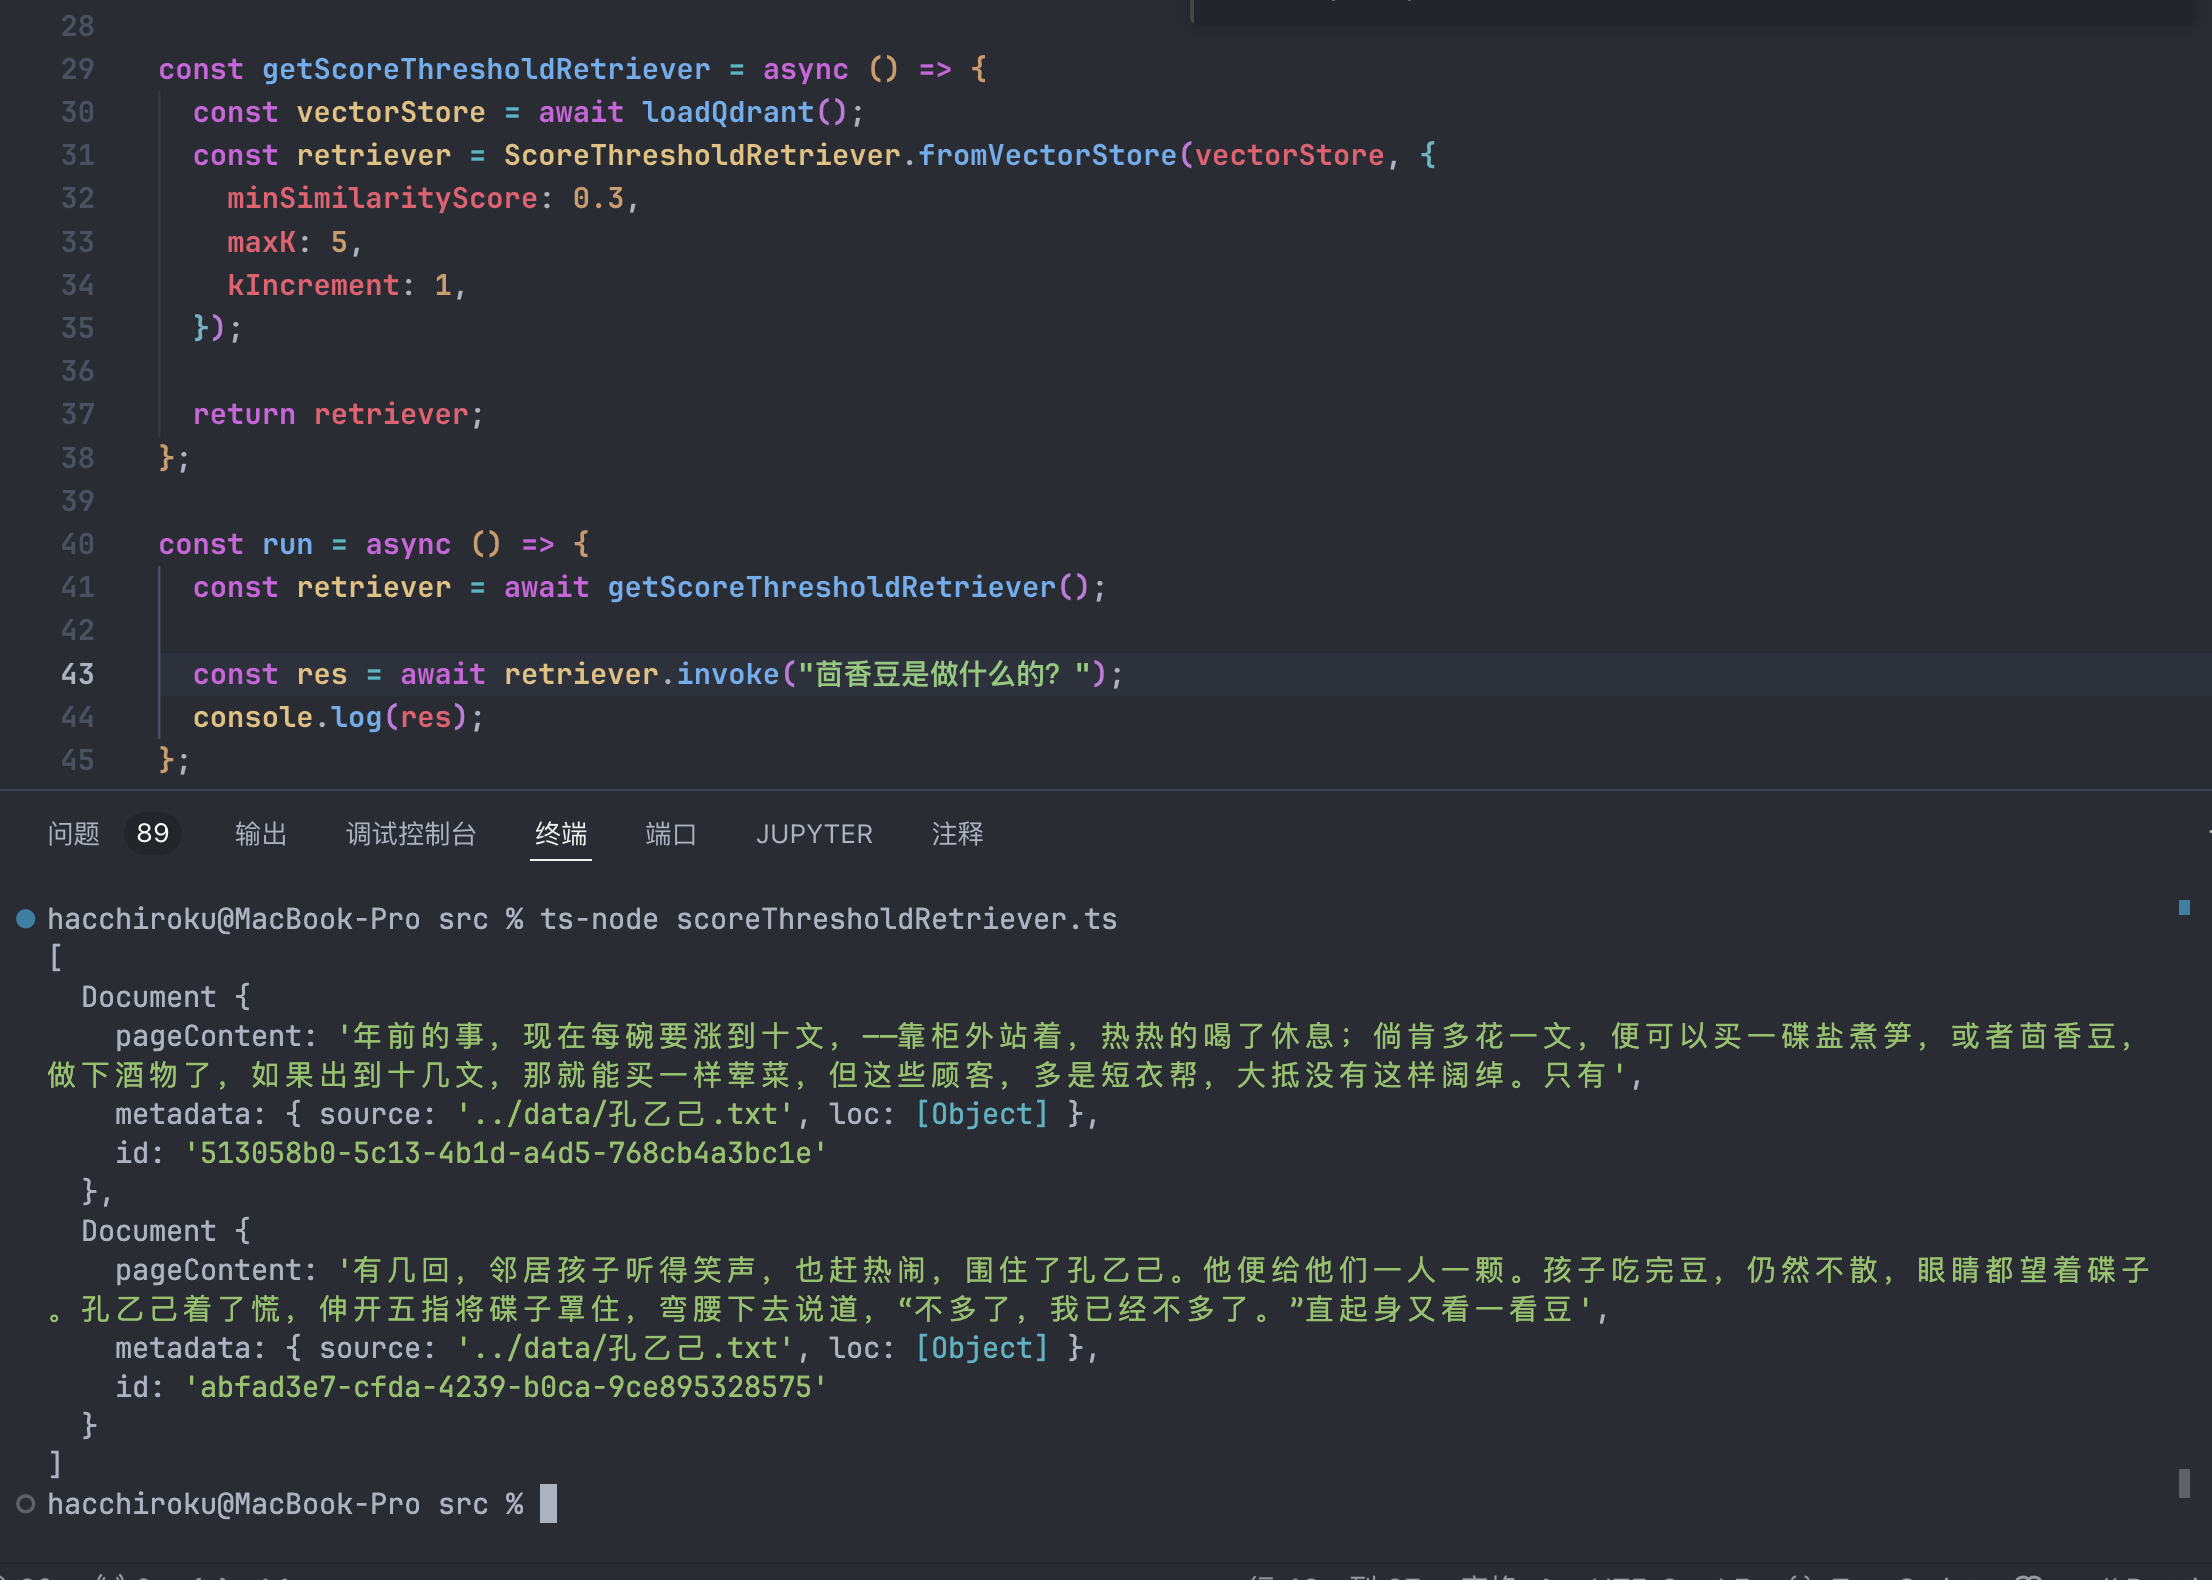 28
29 const getScoreThresholdRetriever = async () => {
30 const vectorStore = await loadQdrant();
31 const retriever = ScoreThresholdRetriever.fromVectorStore(vectorStore, {
32 minSimilarityScore: 0.3,
33 maxK: 5,
34 kIncrement: 1,
35 });
36
37 return retriever;
38 };
39
40 const run = async () => {
41 const retriever = await getScoreThresholdRetriever();
42
43 const res = await retriever.invoke("茴香豆是做什么的？");
44 console.log(res);
45 };
问题 89 输出 调试控制台 终端 端口 JUPYTER 注释
hacchiroku@MacBook-Pro src % ts-node scoreThresholdRetriever.ts
[
Document {
pageContent: '年前的事，现在每碗要涨到十文，——靠柜外站着，热热的喝了休息；倘肯多花一文，便可以买一碟盐煮笋，或者茴香豆，
做下酒物了，如果出到十几文，那就能买一样荤菜，但这些顾客，多是短衣帮，大抵没有这样阔绰。只有',
metadata: { source: '../data/孔乙己.txt', loc: [Object] },
id: '513058b0-5c13-4b1d-a4d5-768cb4a3bc1e'
},
Document {
pageContent: '有几回，邻居孩子听得笑声，也赶热闹，围住了孔乙己。他便给他们一人一颗。孩子吃完豆，仍然不散，眼睛都望着碟子
。孔乙己着了慌，伸开五指将碟子罩住，弯腰下去说道，“不多了，我已经不多了。”直起身又看一看豆',
metadata: { source: '../data/孔乙己.txt', loc: [Object] },
id: 'abfad3e7-cfda-4239-b0ca-9ce895328575'
}
]
hacchiroku@MacBook-Pro src %